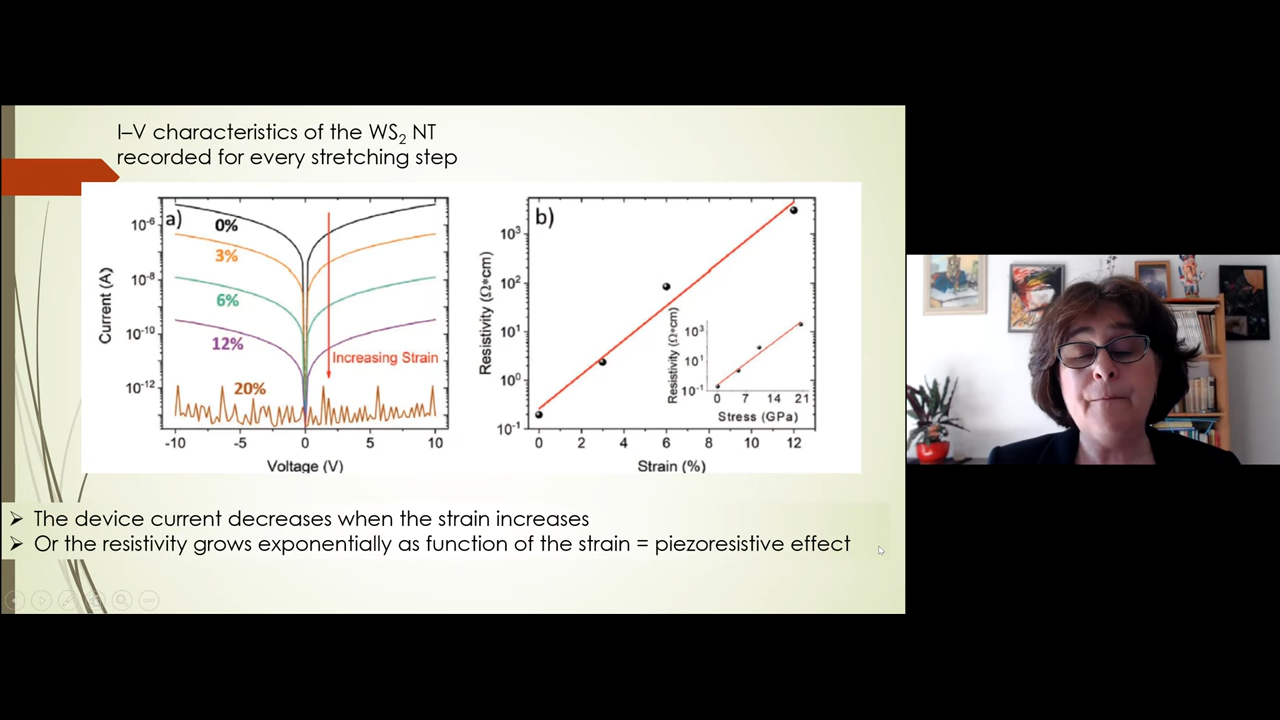 I–V characteristics of the WS2 NT
recorded for every stretching step
a)
0%
3%
6%
12%
20%
Increasing Strain
Current (A)
10-6
10-8
10-10
10-12
-10 -5 0 5 10
Voltage (V)
b)
Resistivity (Ω*cm)
103
102
101
100
10-1
0 2 4 6 8 10 12
Strain (%)
Resistivity (Ω*cm)
103
101
10-1
0 7 14 21
Stress (GPa)
➢ The device current decreases when the strain increases
➢ Or the resistivity grows exponentially as function of the strain = piezoresistive effect